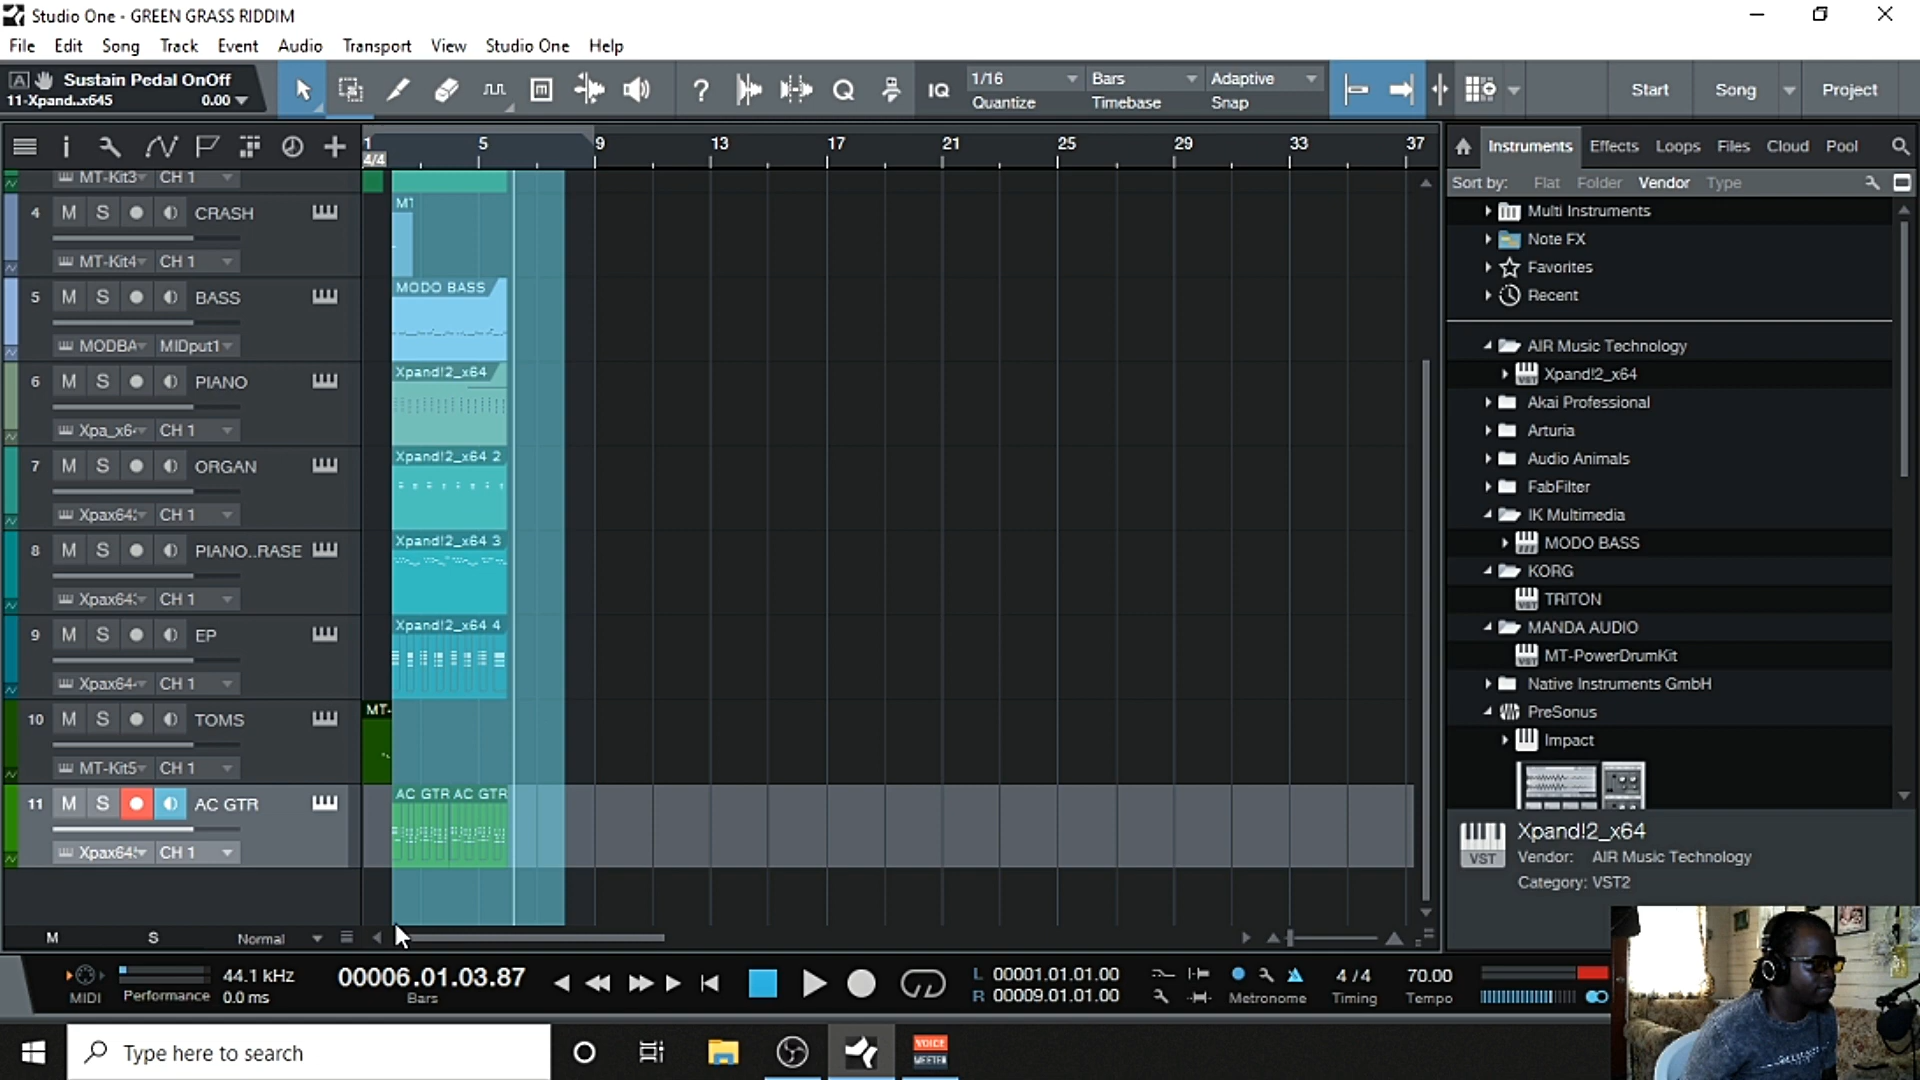 Studio One - GREEN GRASS RIDDIM
File Edit Song Track Event Audio Transport View Studio One Help
A Sustain Pedal OnOff
11-Xpand..x645 0.00
? Q IQ 1/16 Quantize Bars Timebase Adaptive Snap Start Song Project
1 5 9 13 17 21 25 29 33 37
4/4
Instruments Effects Loops Files Cloud Pool
Sort by: Flat Folder Vendor Type
MT-Kit3 CH 1
4 M S CRASH
MT-Kit4 CH 1
5 M S BASS
MODBA MIDput1
6 M S PIANO
Xpa_x6 CH 1
7 M S ORGAN
Xpax64 CH 1
8 M S PIANO..RASE
Xpax64 CH 1
9 M S EP
Xpax64 CH 1
10 M S TOMS
MT-Kit5 CH 1
11 M S AC GTR
Xpax64 CH 1
M S Normal
MODO BASS
Xpand!2_x64
Xpand!2_x64 2
Xpand!2_x64 3
Xpand!2_x64 4
MT-
AC GTR AC GTR
Multi Instruments
Note FX
Favorites
Recent
AIR Music Technology
Xpand!2_x64
Akai Professional
Arturia
Audio Animals
FabFilter
IK Multimedia
MODO BASS
KORG
TRITON
MANDA AUDIO
MT-PowerDrumKit
Native Instruments GmbH
PreSonus
Impact
VST
Xpand!2_x64
Vendor: AIR Music Technology
Category: VST2
MIDI
Performance
44.1 kHz
0.0 ms
00006.01.03.87
Bars
L 00001.01.01.00
R 00009.01.01.00
Metronome
4 / 4
Timing
70.00
Tempo
Type here to search
VOICE
MEETER